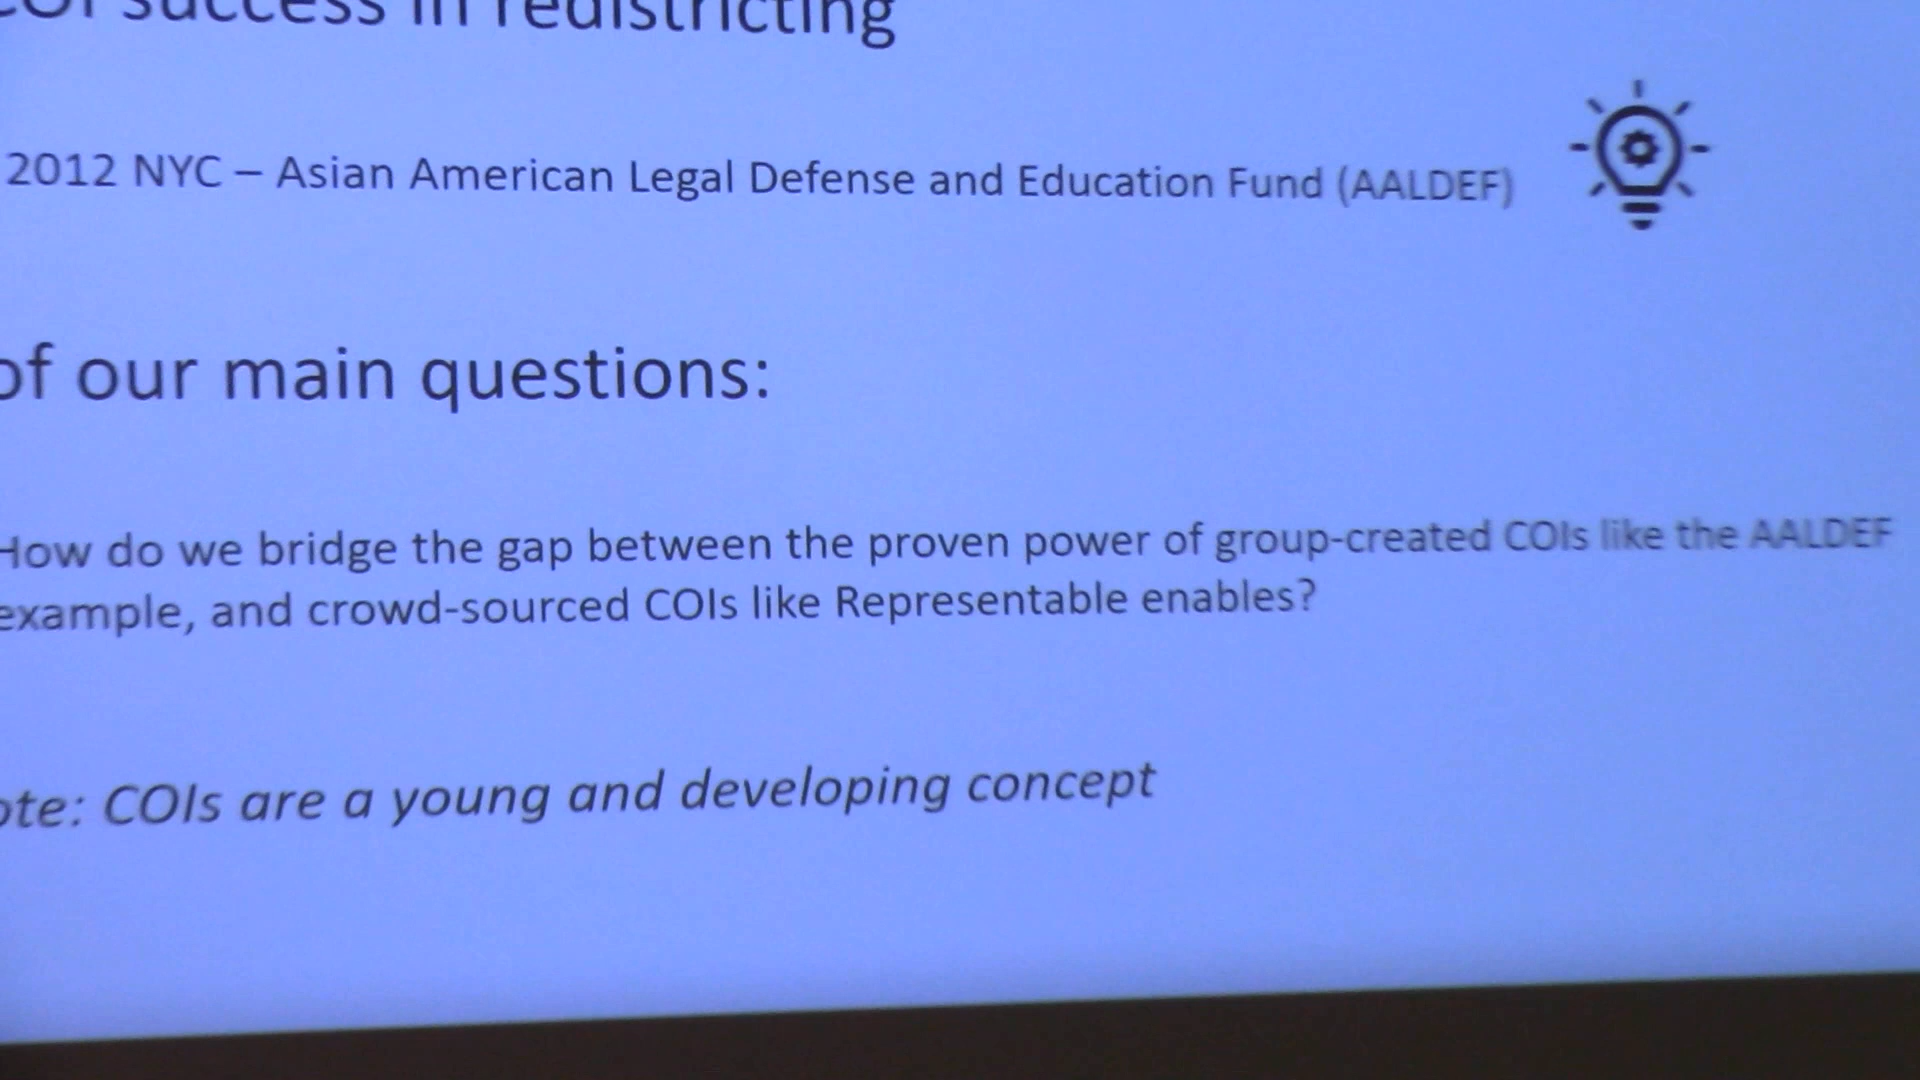 COI success in redistricting
2012 NYC – Asian American Legal Defense and Education Fund (AALDEF)
of our main questions:
How do we bridge the gap between the proven power of group-created COIs like the AALDEF
example, and crowd-sourced COIs like Representable enables?
ote: COIs are a young and developing concept